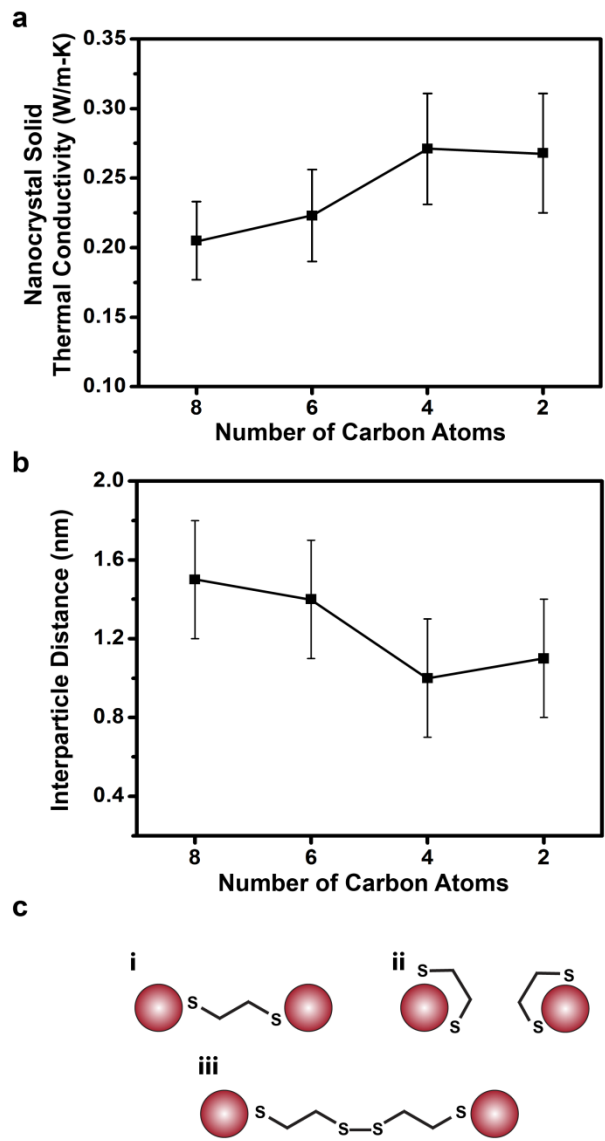 a
Nanocrystal Solid
Thermal Conductivity (W/m-K)
0.35
0.30
0.25
0.20
0.15
0.10
8 6 4 2
Number of Carbon Atoms
b
Interparticle Distance (nm)
2.0
1.6
1.2
0.8
0.4
8 6 4 2
Number of Carbon Atoms
c
i
S
S
ii
S
S
S
S
iii
S
S
S
S